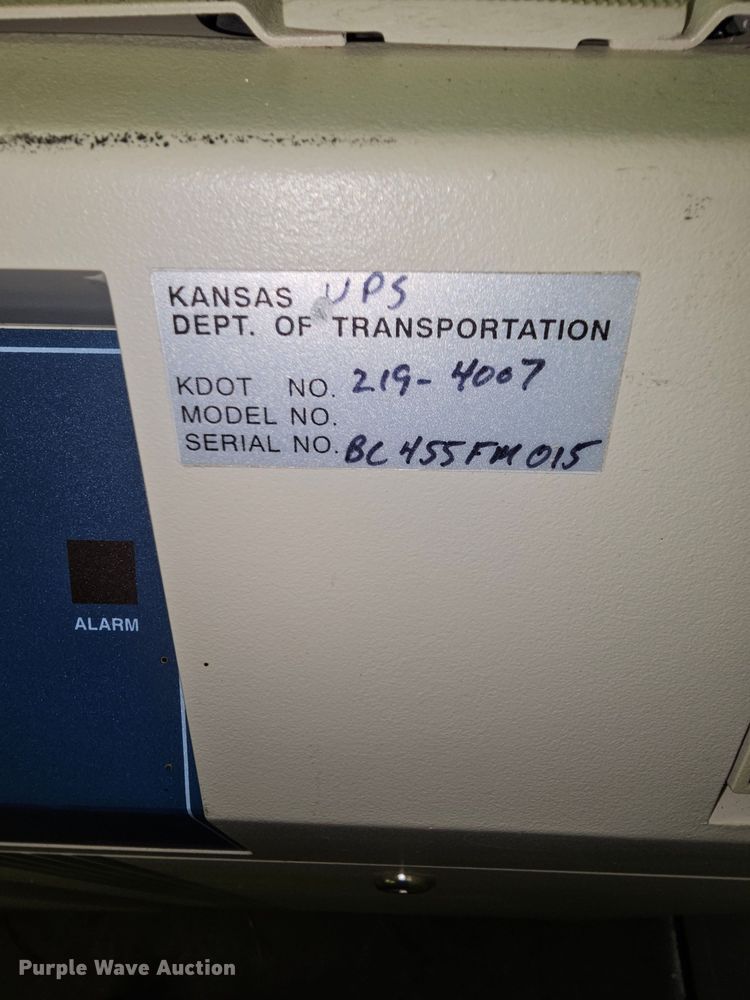 KANSAS UPS
DEPT. OF TRANSPORTATION
KDOT NO. 219-4007
MODEL NO.
SERIAL NO. BC455FM015
ALARM
Purple Wave Auction